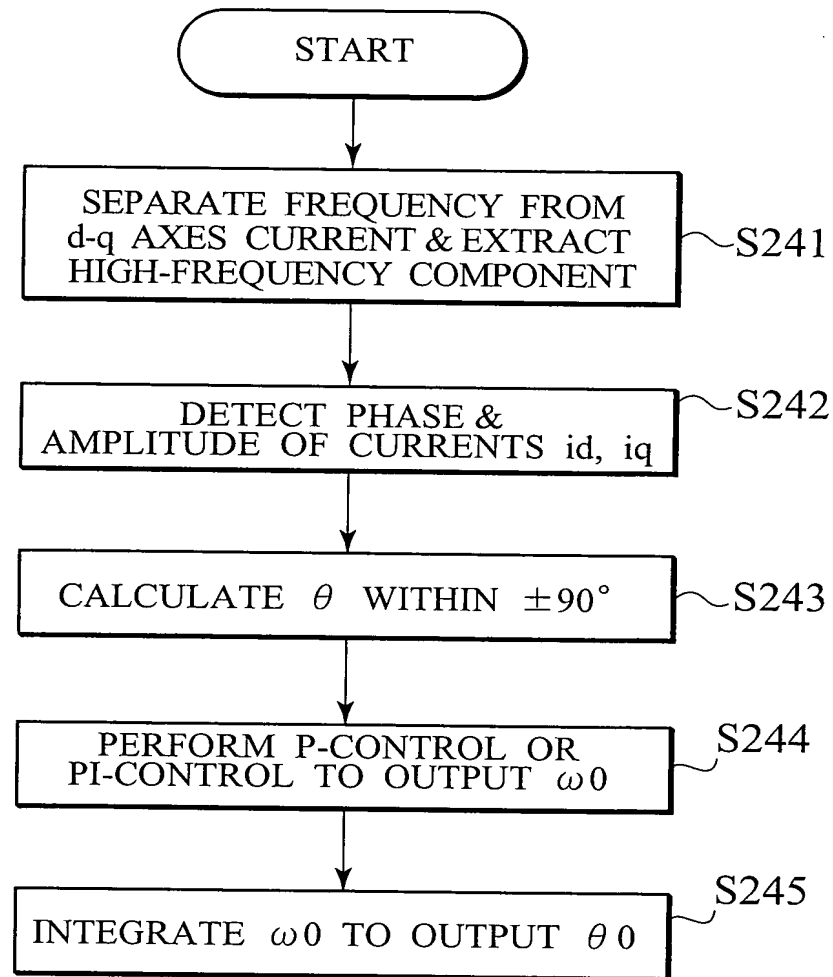 START
SEPARATE FREQUENCY FROM
d-q AXES CURRENT & EXTRACT
HIGH-FREQUENCY COMPONENT
S241
DETECT PHASE &
AMPLITUDE OF CURRENTS id, iq
S242
CALCULATE θ WITHIN ±90°
S243
PERFORM P-CONTROL OR
PI-CONTROL TO OUTPUT ω0
S244
INTEGRATE ω0 TO OUTPUT θ0
S245